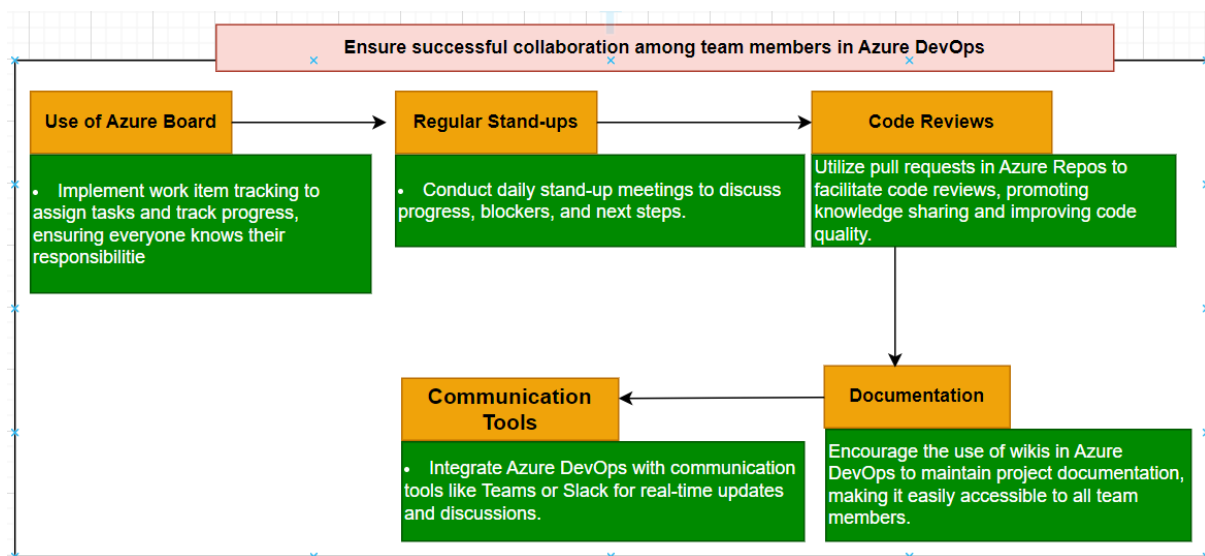 Ensure successful collaboration among team members in Azure DevOps
Use of Azure Board
• Implement work item tracking to
assign tasks and track progress,
ensuring everyone knows their
responsibilitie
Regular Stand-ups
• Conduct daily stand-up meetings to discuss
progress, blockers, and next steps.
Code Reviews
Utilize pull requests in Azure Repos to
facilitate code reviews, promoting
knowledge sharing and improving code
quality.
Documentation
Encourage the use of wikis in Azure
DevOps to maintain project documentation,
making it easily accessible to all team
members.
Communication
Tools
• Integrate Azure DevOps with communication
tools like Teams or Slack for real-time updates
and discussions.